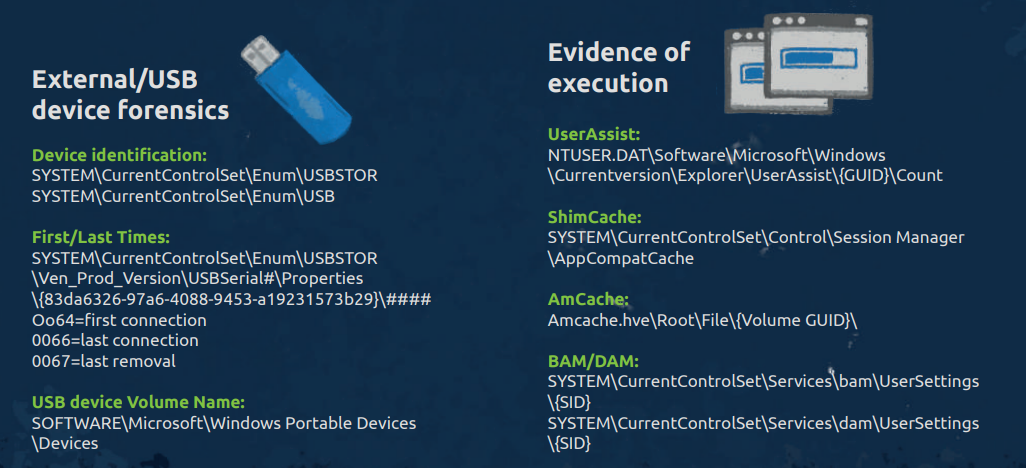 External/USB
device forensics
Device identification:
SYSTEM\CurrentControlSet\Enum\USBSTOR
SYSTEM\CurrentControlSet\Enum\USB
First/Last Times:
SYSTEM\CurrentControlSet\Enum\USBSTOR
\Ven_Prod_Version\USBSerial#\Properties
\{83da6326-97a6-4088-9453-a19231573b29}\####
Oo64=first connection
0066=last connection
0067=last removal
USB device Volume Name:
SOFTWARE\Microsoft\Windows Portable Devices
\Devices
Evidence of
execution
UserAssist:
NTUSER.DAT\Software\Microsoft\Windows
\Currentversion\Explorer\UserAssist\{GUID}\Count
ShimCache:
SYSTEM\CurrentControlSet\Control\Session Manager
\AppCompatCache
AmCache:
Amcache.hve\Root\File\{Volume GUID}\
BAM/DAM:
SYSTEM\CurrentControlSet\Services\bam\UserSettings
\{SID}
SYSTEM\CurrentControlSet\Services\dam\UserSettings
\{SID}